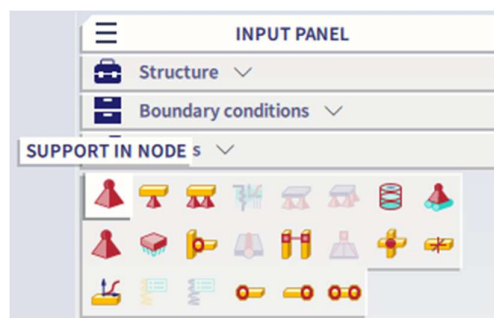 INPUT PANEL
Structure
Boundary conditions
SUPPORT IN NODE s